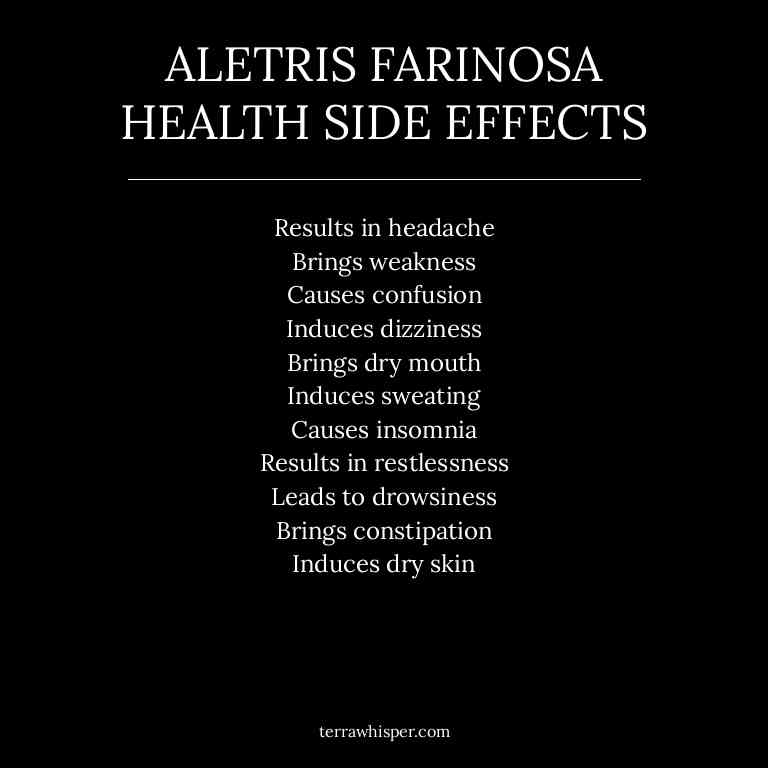 ALETRIS FARINOSA
HEALTH SIDE EFFECTS
Results in headache
Brings weakness
Causes confusion
Induces dizziness
Brings dry mouth
Induces sweating
Causes insomnia
Results in restlessness
Leads to drowsiness
Brings constipation
Induces dry skin
terrawhisper.com